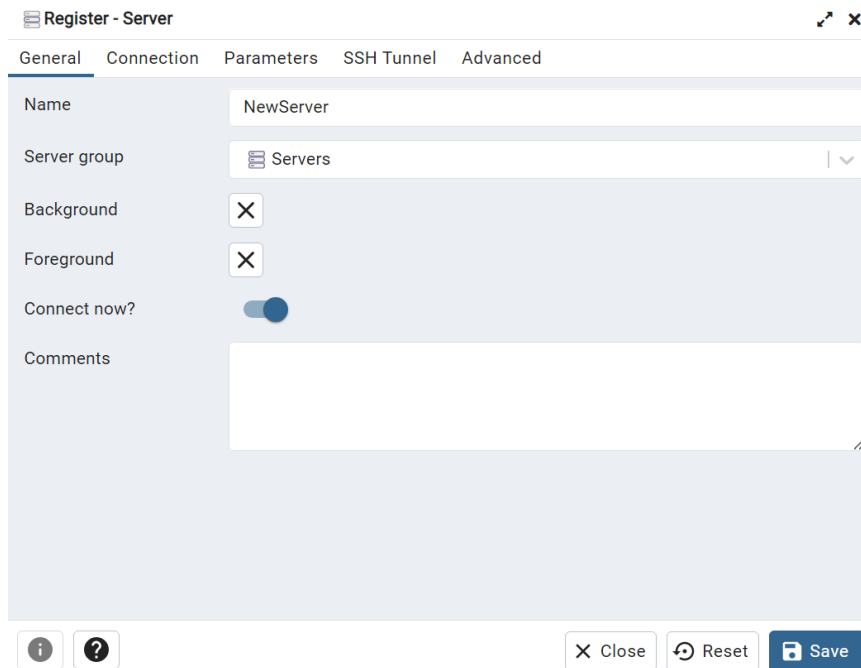 Register - Server
General Connection Parameters SSH Tunnel Advanced
Name NewServer
Server group Servers
Background
Foreground
Connect now?
Comments
Close Reset Save